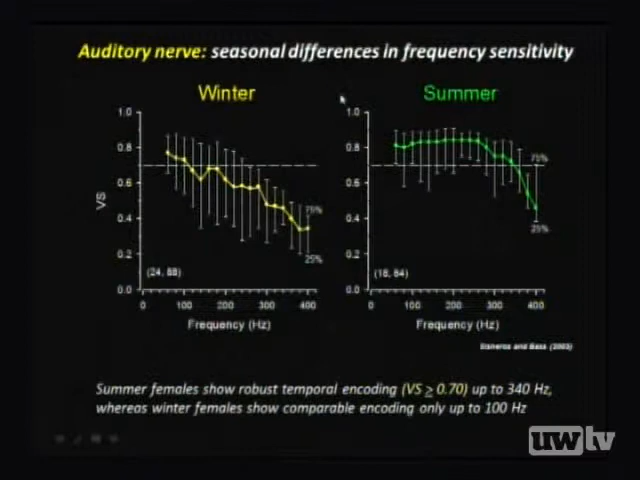 Auditory nerve: seasonal differences in frequency sensitivity
Winter
Summer
VS
1.0
0.8
0.6
0.4
0.2
0.0
75%
25%
(24, 88)
0 100 200 300 400
Frequency (Hz)
1.0
0.8
0.6
0.4
0.2
0.0
75%
25%
(18, 84)
0 100 200 300 400
Frequency (Hz)
Sisneros and Bass (2003)
Summer females show robust temporal encoding (VS ≥ 0.70) up to 340 Hz,
whereas winter females show comparable encoding only up to 100 Hz
uwtv